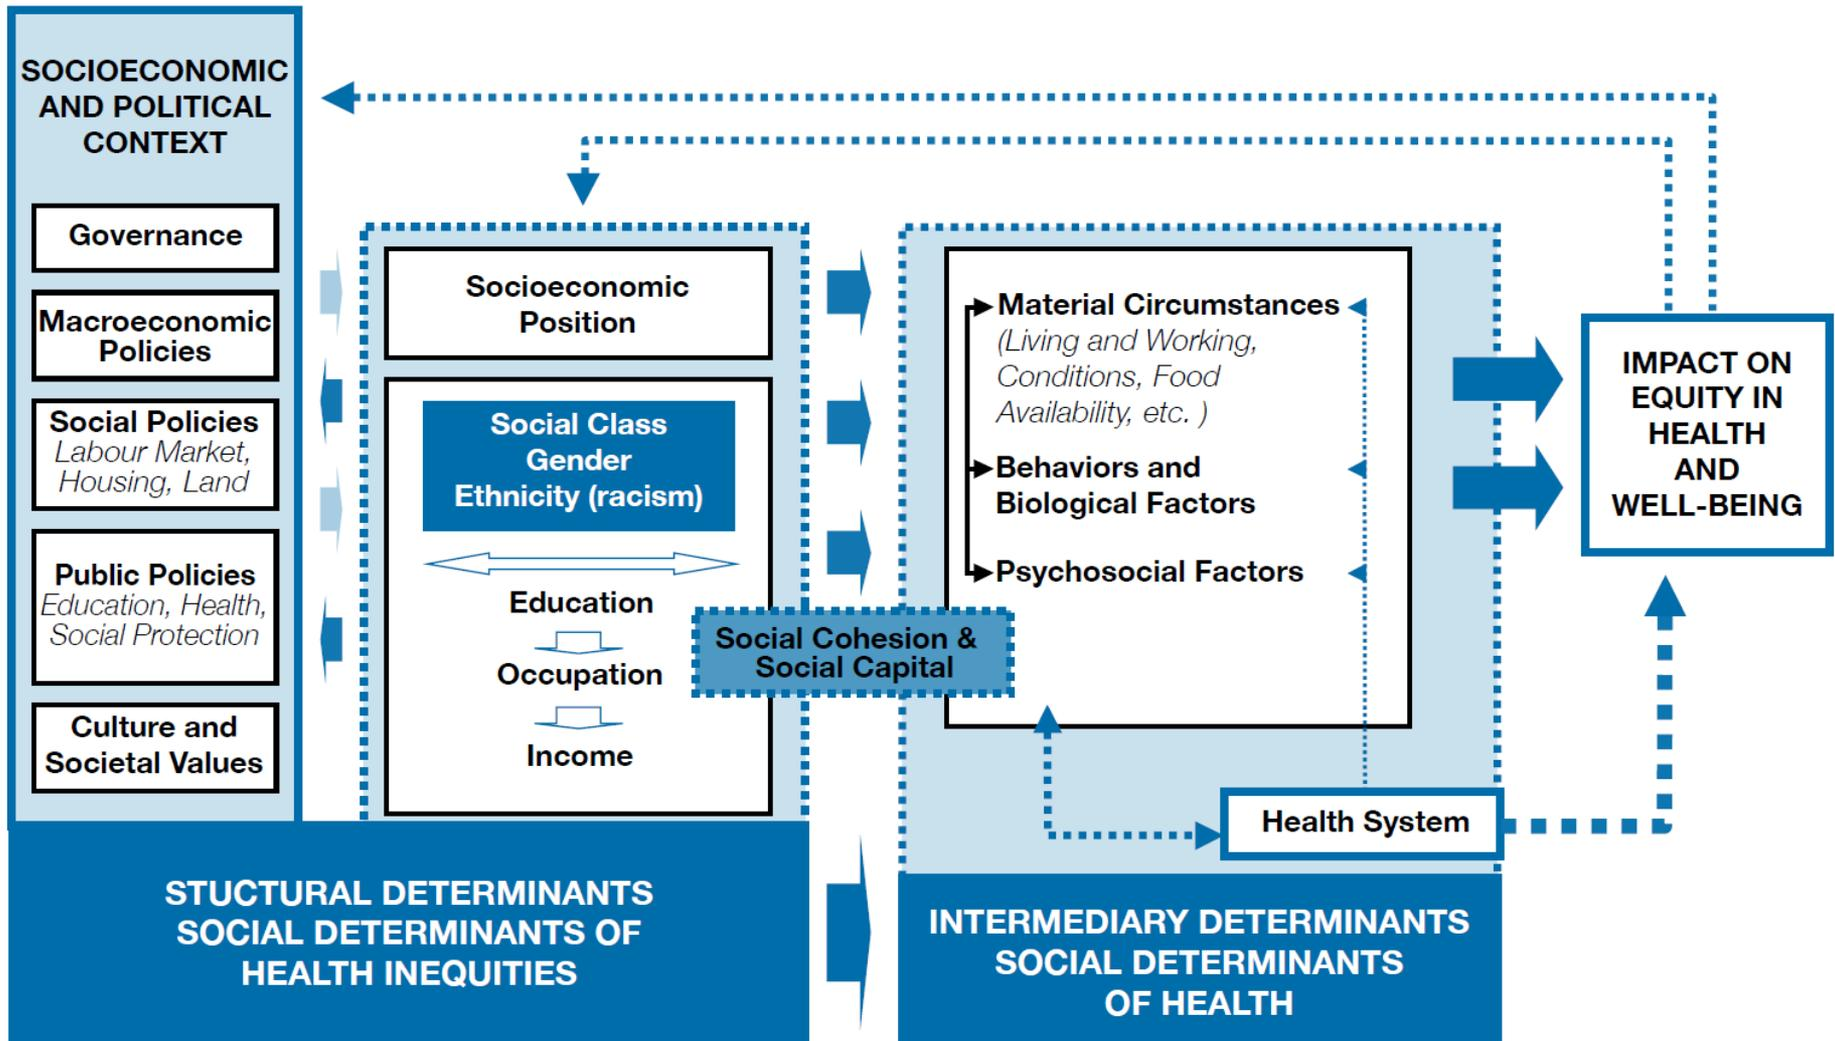 SOCIOECONOMIC
AND POLITICAL
CONTEXT
Governance
Macroeconomic
Policies
Social Policies
Labour Market,
Housing, Land
Public Policies
Education, Health,
Social Protection
Culture and
Societal Values
Socioeconomic
Position
Social Class
Gender
Ethnicity (racism)
Education
Occupation
Income
Social Cohesion &
Social Capital
Material Circumstances
(Living and Working,
Conditions, Food
Availability, etc. )
Behaviors and
Biological Factors
Psychosocial Factors
Health System
IMPACT ON
EQUITY IN
HEALTH
AND
WELL-BEING
STUCTURAL DETERMINANTS
SOCIAL DETERMINANTS OF
HEALTH INEQUITIES
INTERMEDIARY DETERMINANTS
SOCIAL DETERMINANTS
OF HEALTH